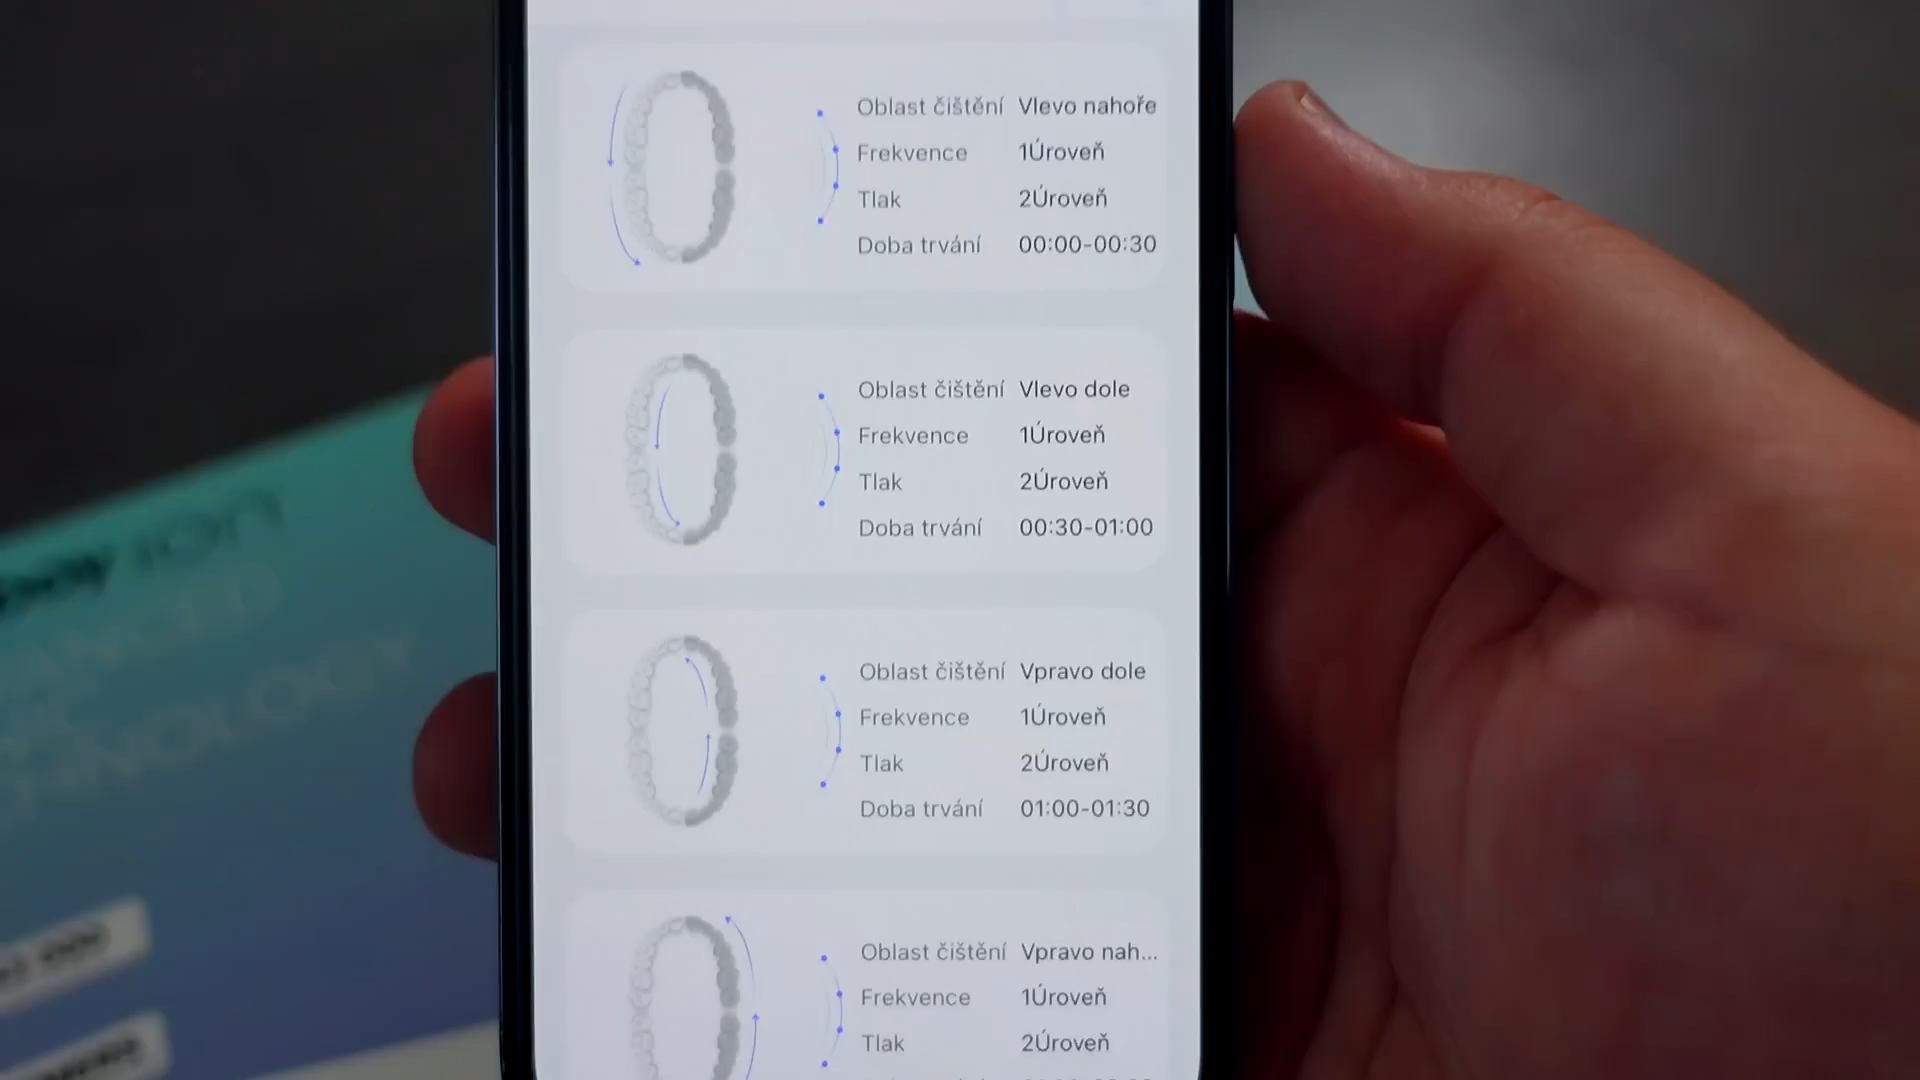 Oblast čištění Vlevo nahoře
Frekvence 1Úroveň
Tlak 2Úroveň
Doba trvání 00:00-00:30
Oblast čištění Vlevo dole
Frekvence 1Úroveň
Tlak 2Úroveň
Doba trvání 00:30-01:00
Oblast čištění Vpravo dole
Frekvence 1Úroveň
Tlak 2Úroveň
Doba trvání 01:00-01:30
Oblast čištění Vpravo nah...
Frekvence 1Úroveň
Tlak 2Úroveň